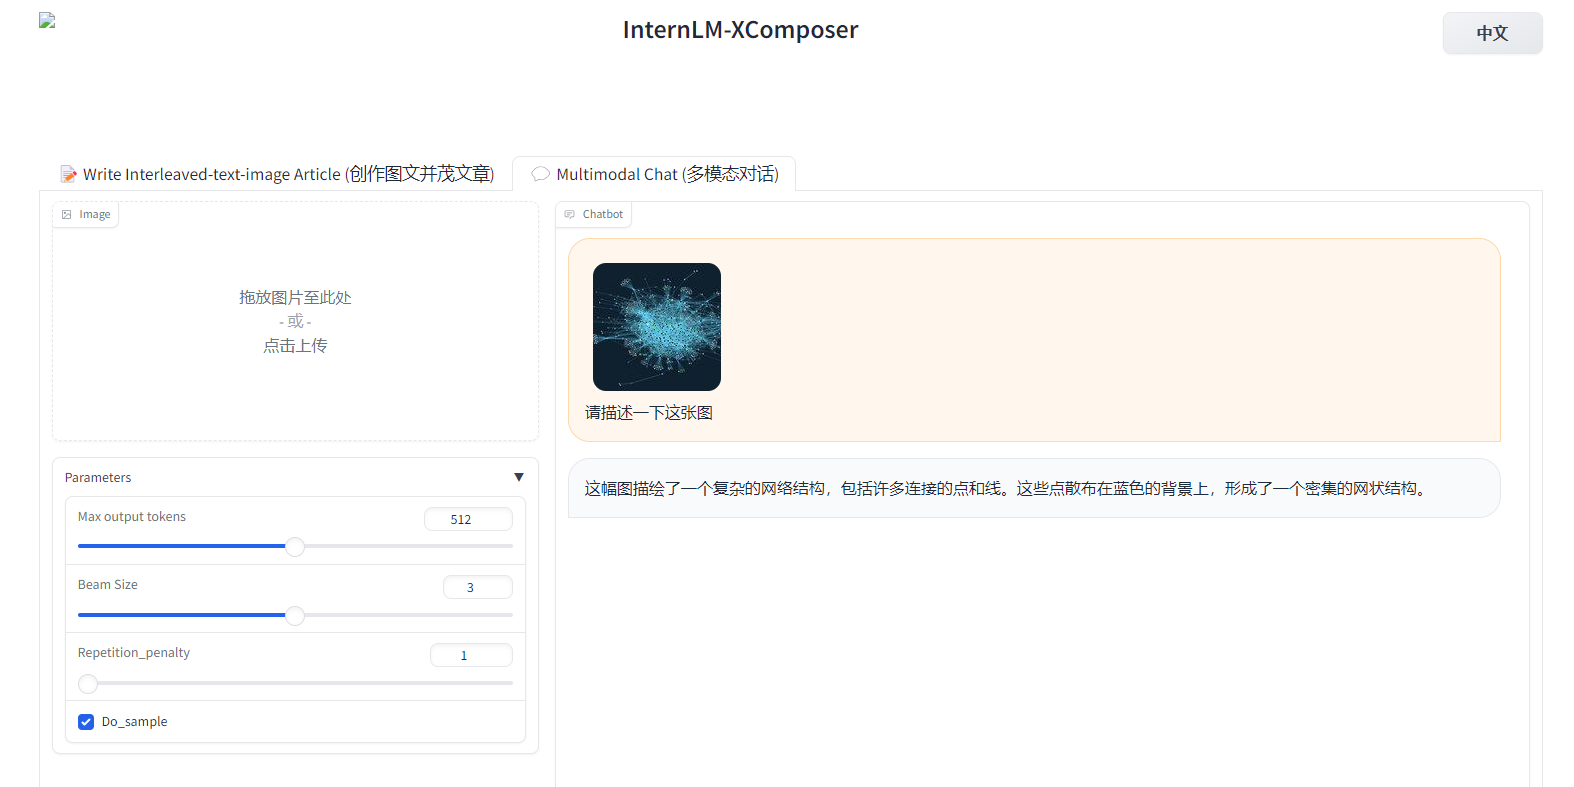 InternLM-XComposer
中文
Write Interleaved-text-image Article (创作图文并茂文章)
Multimodal Chat (多模态对话)
Image
拖放图片至此处
- 或 -
点击上传
Parameters
Max output tokens
512
Beam Size
3
Repetition_penalty
1
Do_sample
Chatbot
请描述一下这张图
这幅图描绘了一个复杂的网络结构，包括许多连接的点和线。这些点散布在蓝色的背景上，形成了一个密集的网状结构。